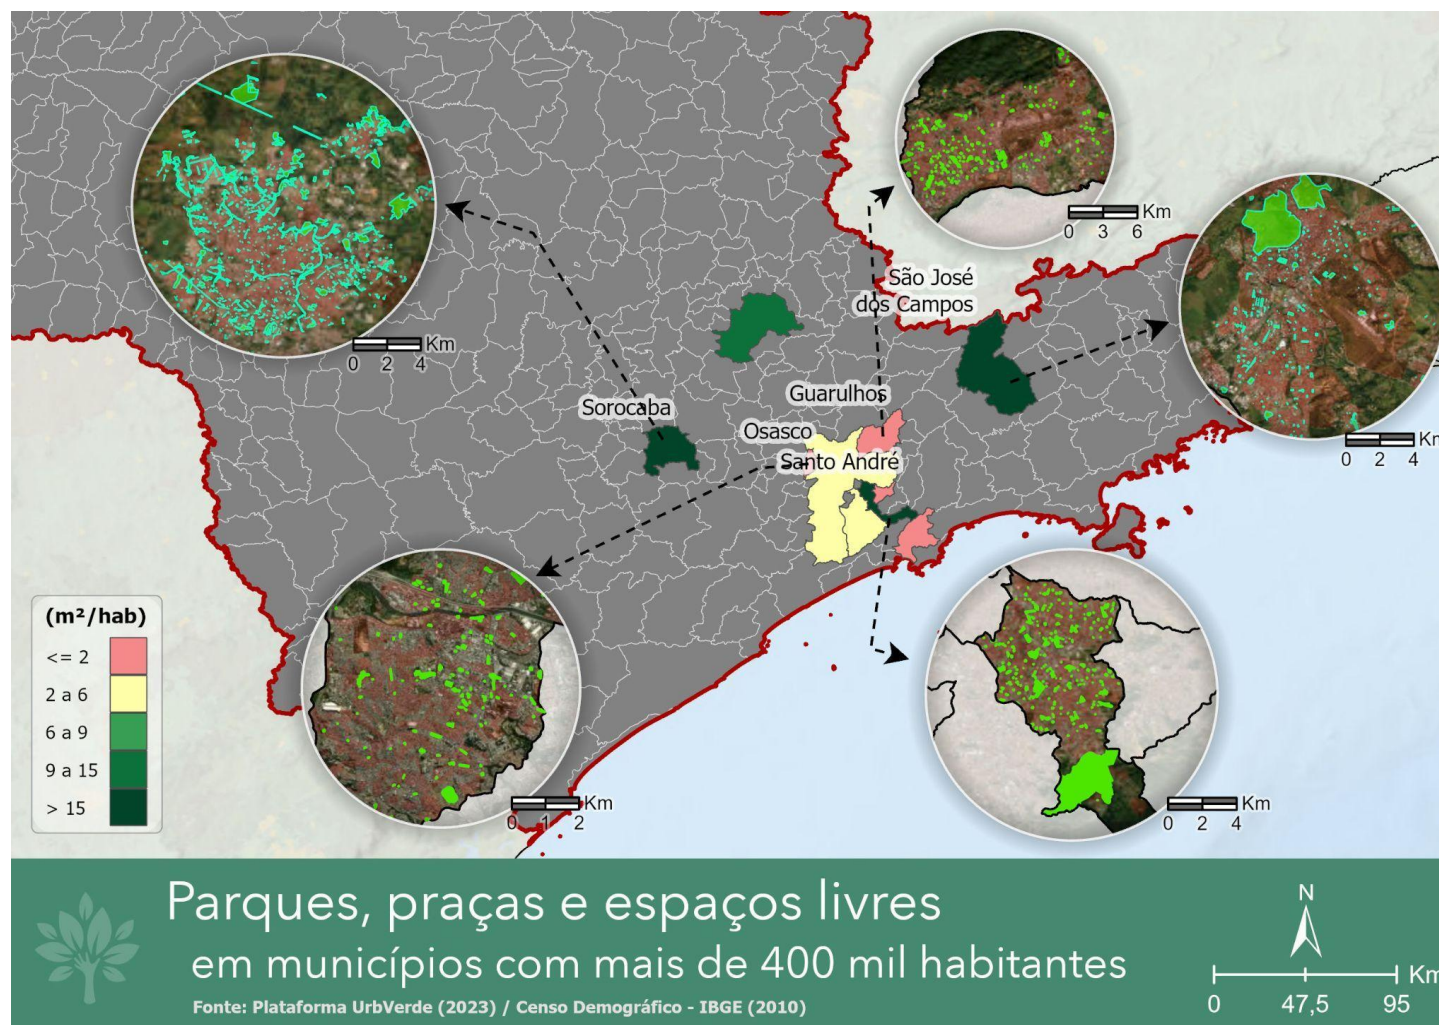 Km
0 3 6
Km
0 2 4
São José
dos Campos
Guarulhos
Sorocaba
Osasco
Santo André
Km
0 2 4
(m²/hab)
<= 2
2 a 6
6 a 9
9 a 15
> 15
Km
0 1 2
Km
0 2 4
Parques, praças e espaços livres
em municípios com mais de 400 mil habitantes
Fonte: Plataforma UrbVerde (2023) / Censo Demográfico - IBGE (2010)
N
Km
0 47,5 95